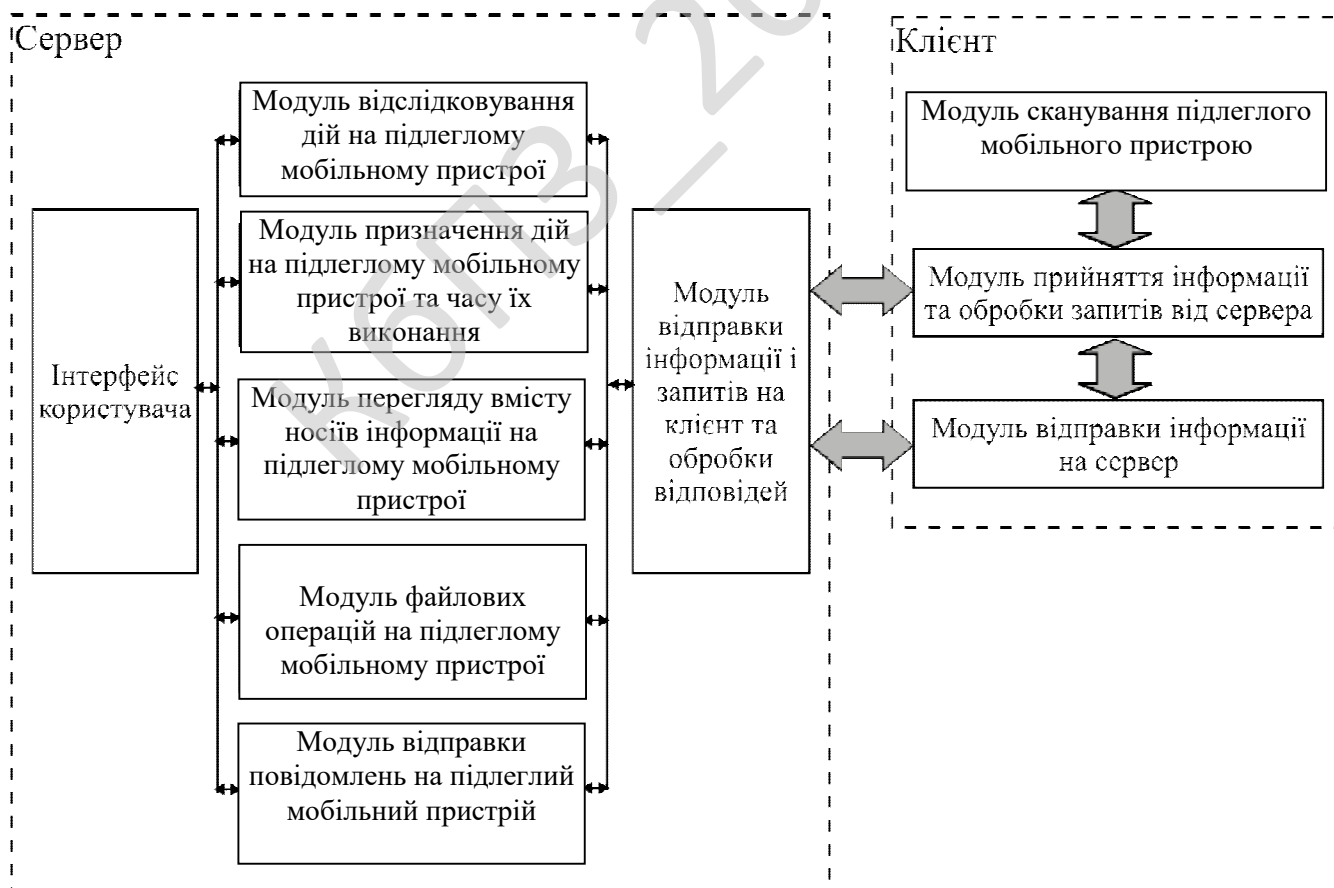 Сервер
Інтерфейс
користувача
Модуль відслідковування
дій на підлеглому
мобільному пристрої
Модуль призначення дій
на підлеглому мобільному
пристрої та часу їх
виконання
Модуль перегляду вмісту
носіїв інформації на
підлеглому мобільному
пристрої
Модуль файлових
операцій на підлеглому
мобільному пристрої
Модуль відправки
повідомлень на підлеглий
мобільний пристрій
Модуль
відправки
інформації і
запитів на
клієнт та
обробки
відповідей
Клієнт
Модуль сканування підлеглого
мобільного пристрою
Модуль прийняття інформації
та обробки запитів від сервера
Модуль відправки інформації
на сервер